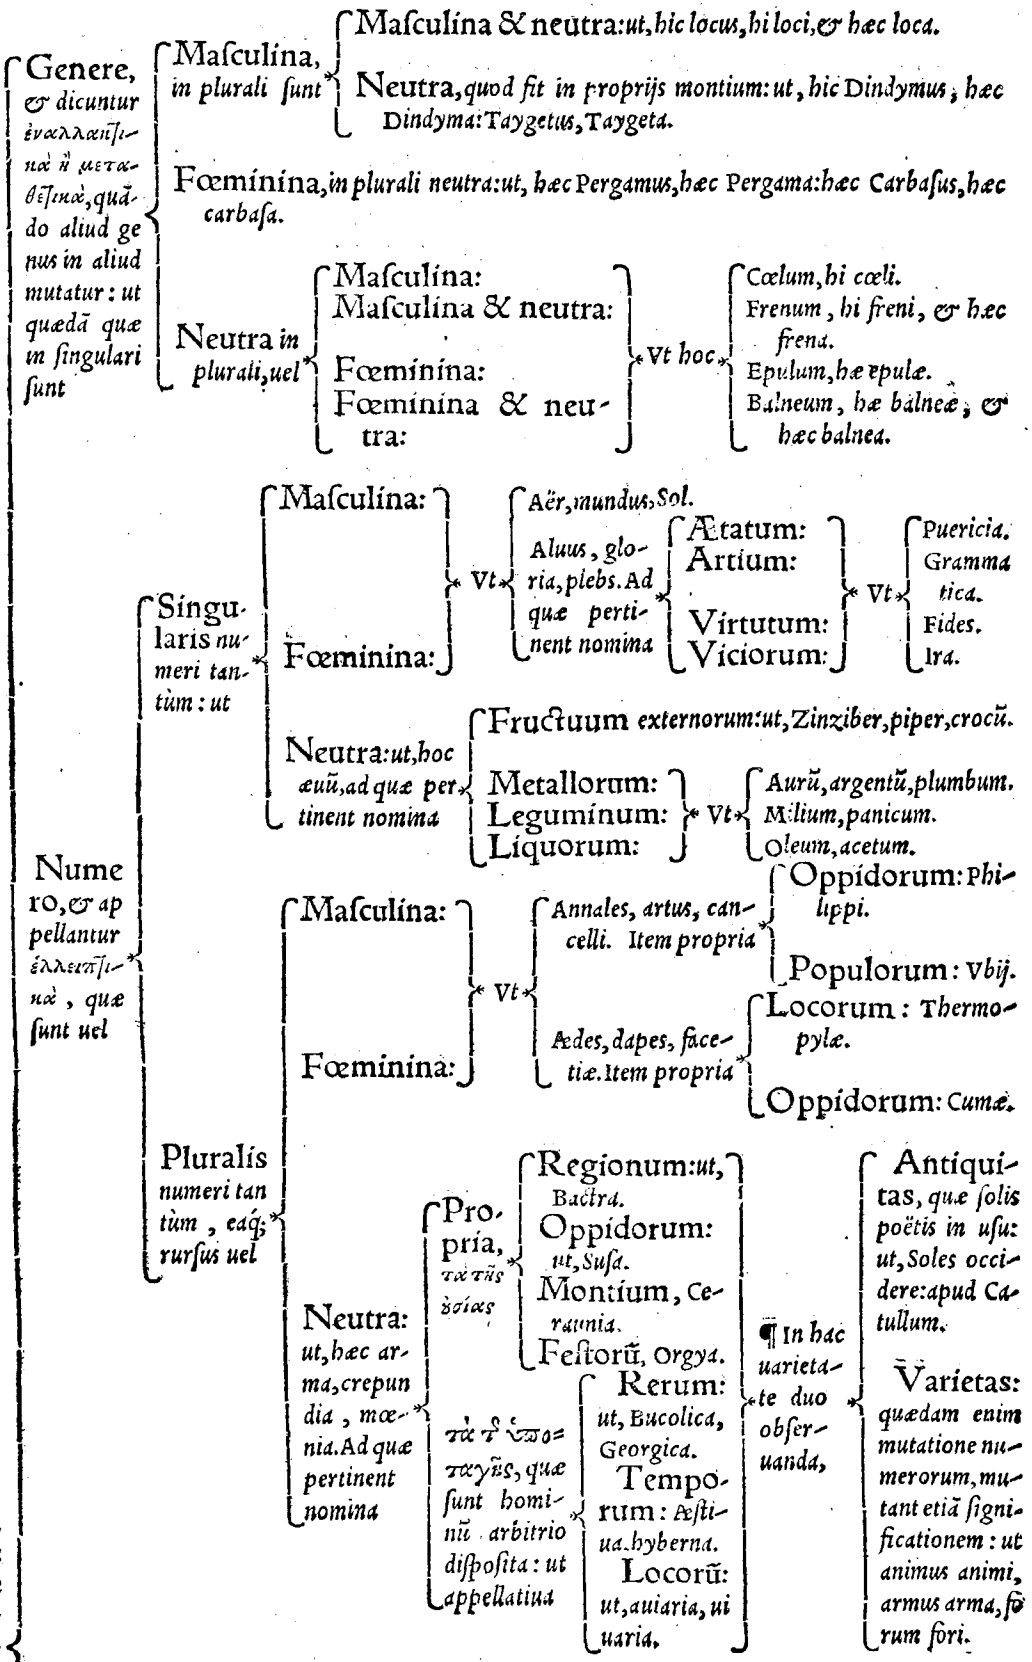 Genere,
& dicuntur
ἐναλλακτι-
κὰ ἢ μετα-
θετικὰ, quã-
do aliud ge
nus in aliud
mutatur: ut
quædã quæ
in ſingulari
ſunt
Maſculina,
in plurali ſunt
Maſculina & neutra: ut, hic locus, hi loci, & hæc loca.
Neutra, quod fit in proprijs montium: ut, hic Dindymus, hæc
Dindyma: Taygetus, Taygeta.
Fœminina, in plurali neutra: ut, hæc Pergamus, hæc Pergama: hæc Carbaſus, hæc
carbaſa.
Neutra in
plurali, uel
Maſculina:
Maſculina & neutra:
Fœminina:
Fœminina & neu-
tra:
Vt hoc
Cœlum, hi cœli.
Frenum, hi freni, & hæc
frena.
Epulum, hæ epulæ.
Balneum, hæ balneæ, &
hæc balnea.
Nume
ro, & ap
pellantur
ἐλλειπτι-
κὰ, quæ
ſunt uel
Singu-
laris nu-
meri tan-
tùm: ut
Maſculina:
Fœminina:
Vt
Aër, mundus, Sol.
Aluus, glo-
ria, plebs. Ad
quæ perti-
nent nomina
Ætatum:
Artium:
Virtutum:
Viciorum:
Vt
Puericia.
Gramma
tica.
Fides.
Ira.
Neutra: ut, hoc
æuũ, ad quæ per
tinent nomina
Fructuum externorum: ut, Zinziber, piper, crocũ.
Metallorum:
Leguminum:
Liquorum:
Vt
Aurũ, argentũ, plumbum.
Milium, panicum.
Oleum, acetum.
Pluralis
numeri tan
tùm, eaq́;
rurſus uel
Maſculina:
Fœminina:
Vt
Annales, artus, can-
celli. Item propria
Oppidorum: Phi-
lippi.
Populorum: Vbij.
Ædes, dapes, face-
tiæ. Item propria
Locorum: Thermo-
pylæ.
Oppidorum: Cumæ.
Neutra:
ut, hæc ar-
ma, crepun
dia, mœ-
nia. Ad quæ
pertinent
nomina
Pro-
pria,
τὰ τῆς
οὐσίας
Regionum: ut,
Bactra.
Oppidorum:
ut, Suſa.
Montium, Ce-
raunia.
Feſtorũ, Orgya.
τὰ τ͂ ὑπο-
ταγῆς, quæ
ſunt homi-
nũ arbitrio
diſpoſita: ut
appellatiua
Rerum:
ut, Bucolica,
Georgica.
Tempo-
rum: Æſti-
ua. hyberna.
Locorũ:
ut, auiaria, ui
uaria.
¶ In hac
uarieta-
te duo
obſer-
uanda,
Antiqui-
tas, quæ ſolis
poëtis in uſu:
ut, Soles occi-
dere: apud Ca-
tullum.
Varietas:
quædam enim
mutatione nu-
merorum, mu-
tant etiã ſigni-
ficationem: ut
animus animi,
armus arma, fo-
rum fori.